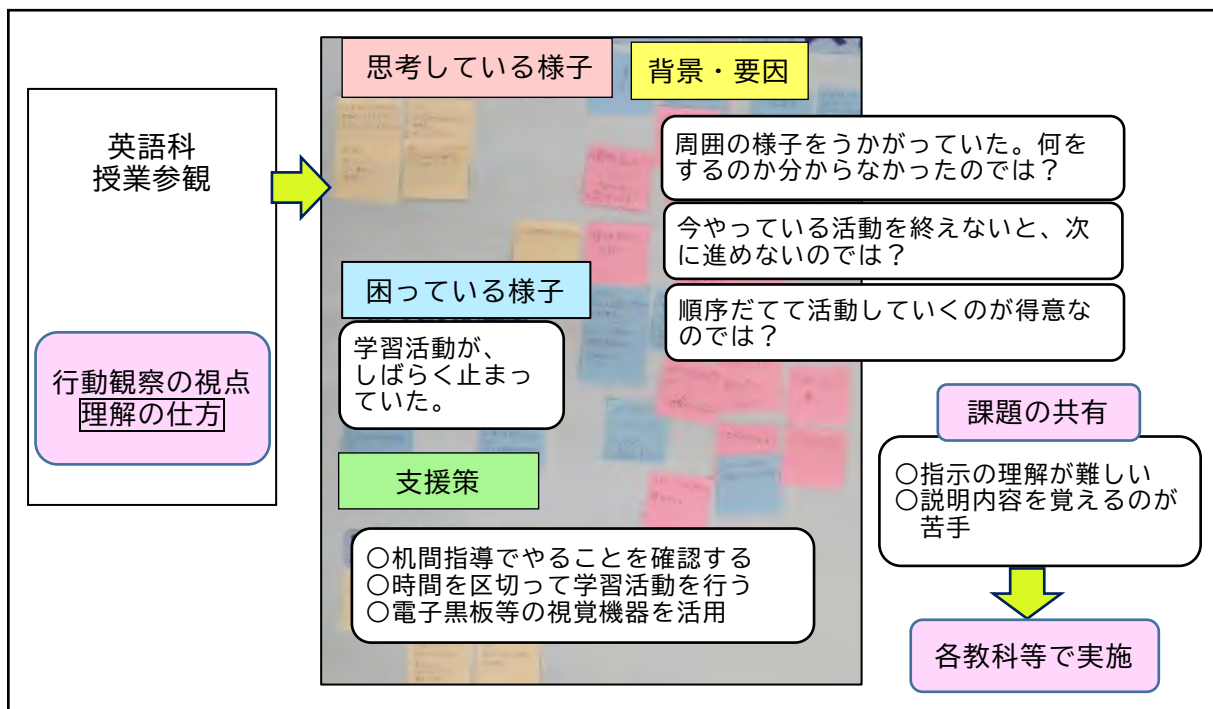 英語科
授業参観
行動観察の視点
理解の仕方
思考している様子
背景・要因
周囲の様子をうかがっていた。何を
するのか分からなかったのでは？
今やっている活動を終えないと、次
に進めないのでは？
順序だてて活動していくのが得意な
のでは？
困っている様子
学習活動が、
しばらく止まっ
ていた。
支援策
○机間指導でやることを確認する
○時間を区切って学習活動を行う
○電子黒板等の視覚機器を活用
課題の共有
○指示の理解が難しい
○説明内容を覚えるのが
苦手
各教科等で実施